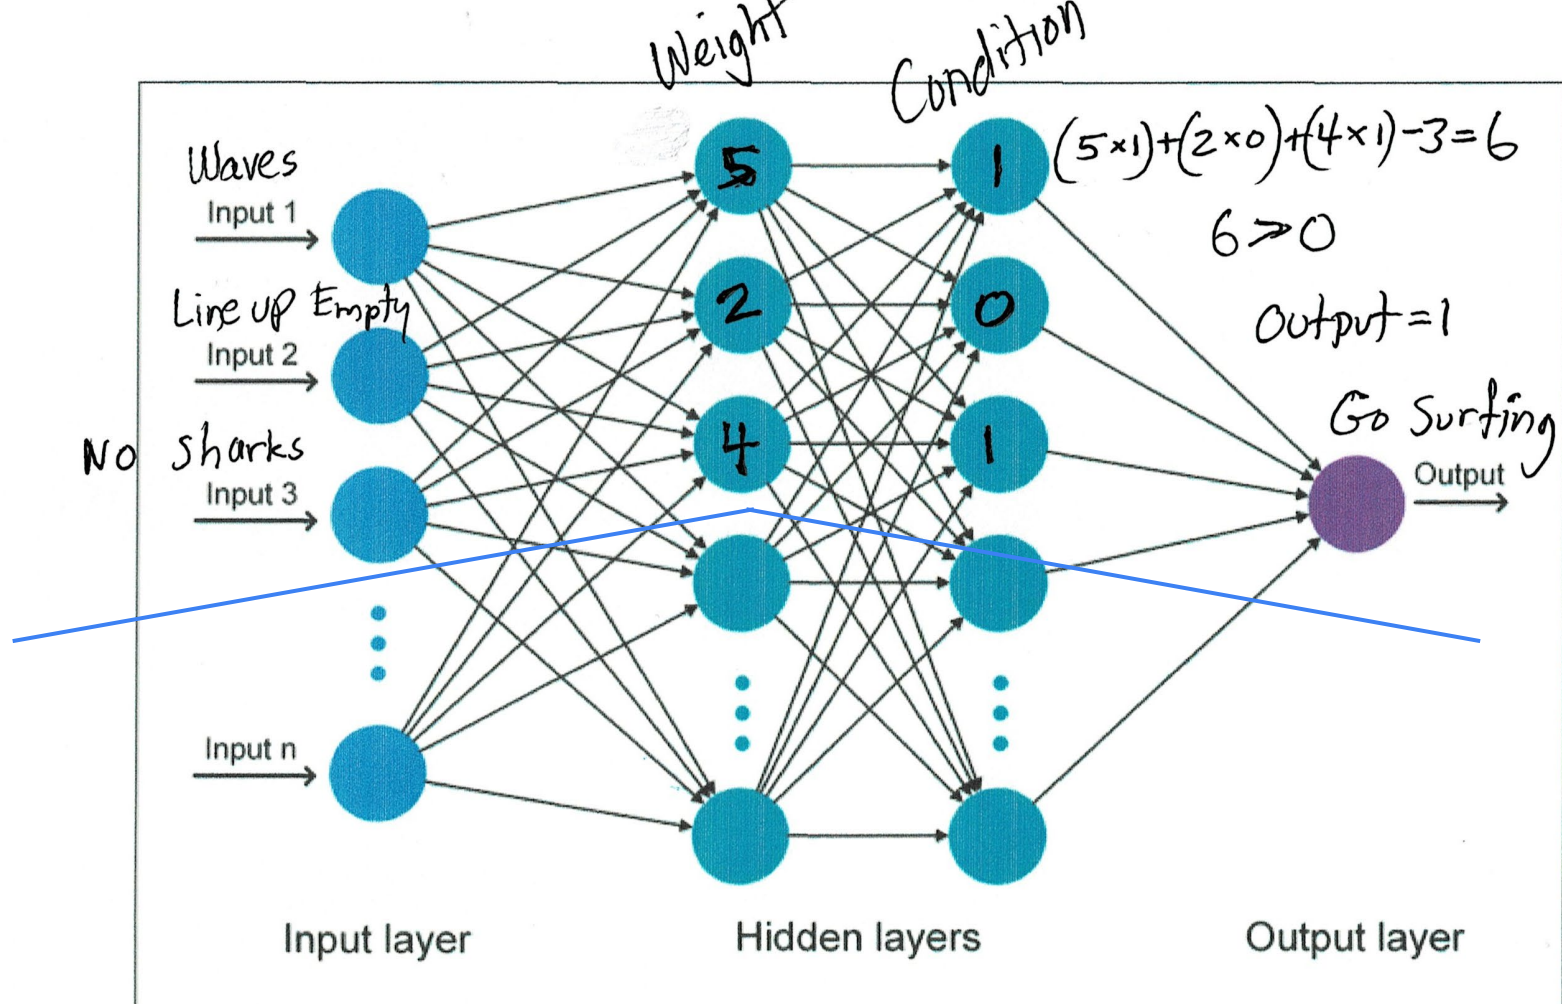 Weight
Condition
Waves
Input 1
Line up Empty
Input 2
No Sharks
Input 3
Input n
5
2
4
1
0
1
(5×1)+(2×0)+(4×1)-3=6
6>0
Output=1
Go Surfing
Output
Input layer
Hidden layers
Output layer